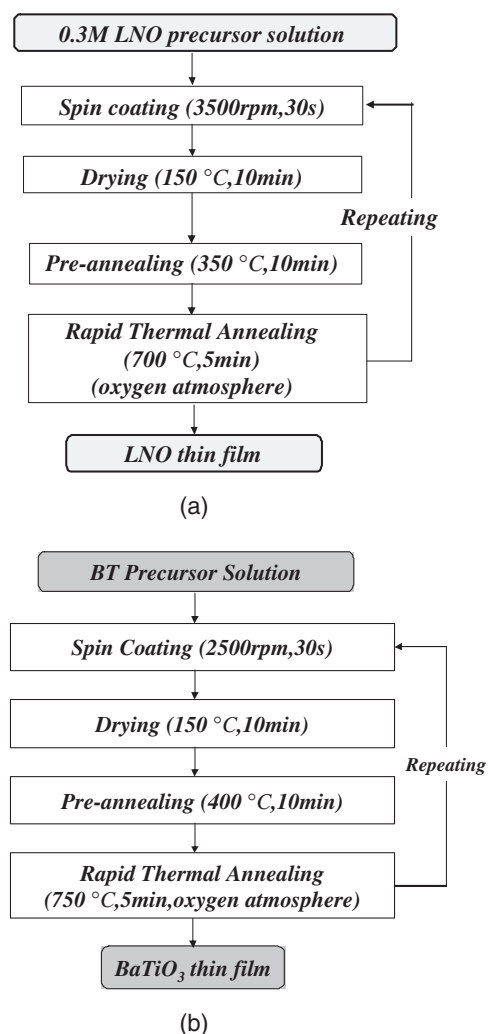 0.3M LNO precursor solution
Spin coating (3500rpm,30s)
Drying (150 °C,10min)
Repeating
Pre-annealing (350 °C,10min)
Rapid Thermal Annealing
(700 °C,5min)
(oxygen atmosphere)
LNO thin film
(a)
BT Precursor Solution
Spin Coating (2500rpm,30s)
Drying (150 °C,10min)
Repeating
Pre-annealing (400 °C,10min)
Rapid Thermal Annealing
(750 °C,5min,oxygen atmosphere)
BaTiO₃ thin film
(b)